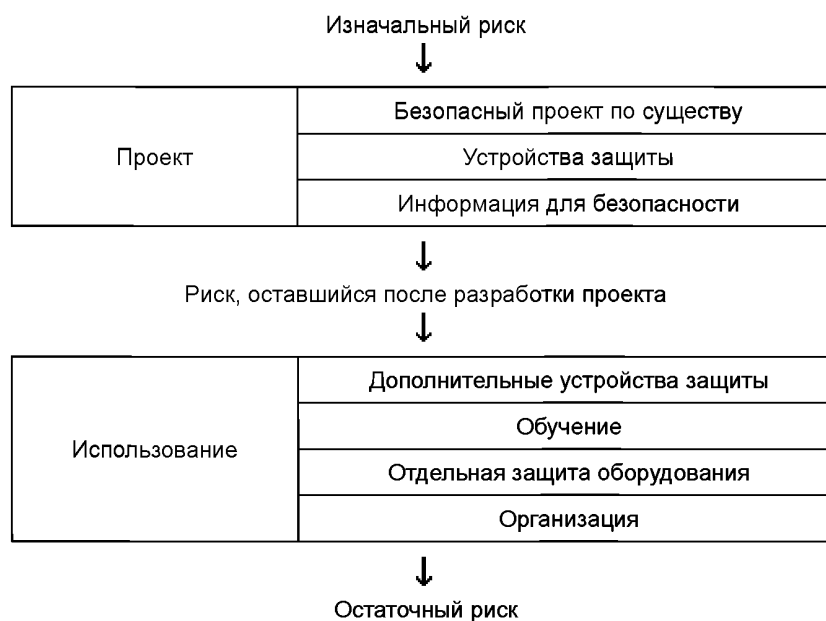 Изначальный риск
Проект
Безопасный проект по существу
Устройства защиты
Информация для безопасности
Риск, оставшийся после разработки проекта
Использование
Дополнительные устройства защиты
Обучение
Отдельная защита оборудования
Организация
Остаточный риск